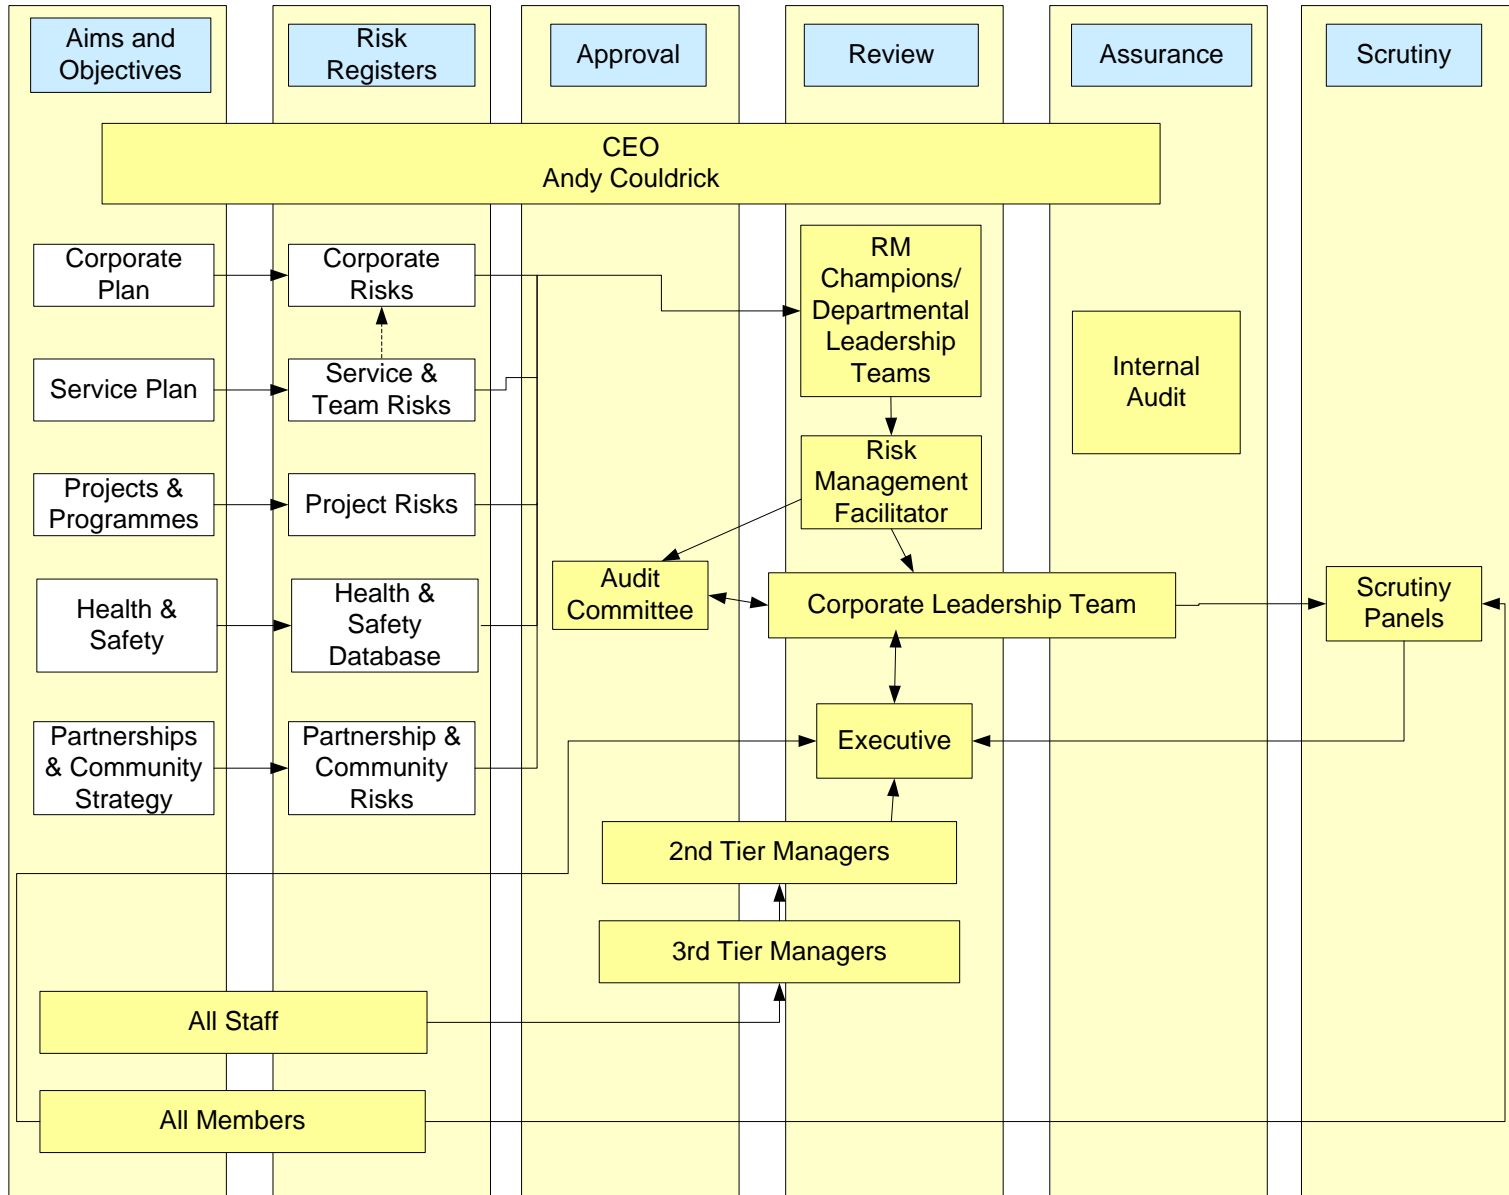 Aims and
Objectives
Risk
Registers
Approval
Review
Assurance
Scrutiny
CEO
Andy Couldrick
Corporate
Plan
Corporate
Risks
RM
Champions/
Departmental
Leadership
Teams
Internal
Audit
Service Plan
Service &
Team Risks
Risk
Management
Facilitator
Projects &
Programmes
Project Risks
Audit
Committee
Corporate Leadership Team
Scrutiny
Panels
Health &
Safety
Health &
Safety
Database
Executive
Partnerships
& Community
Strategy
Partnership &
Community
Risks
2nd Tier Managers
3rd Tier Managers
All Staff
All Members